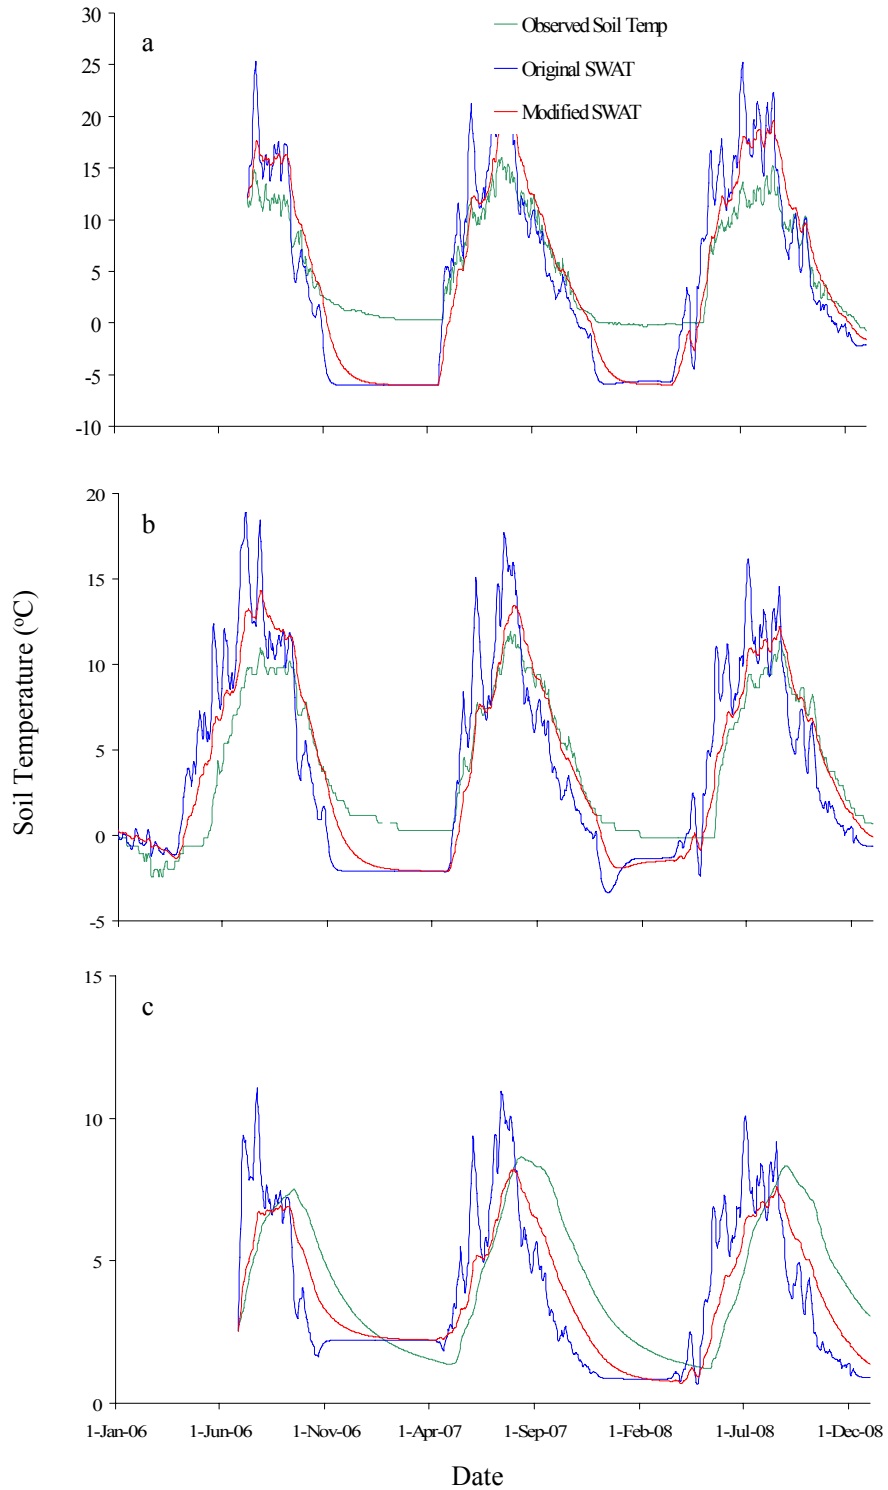 a
Observed Soil Temp
Original SWAT
Modified SWAT
30
25
20
15
10
5
0
-5
-10
b
20
15
10
5
0
-5
Soil Temperature (°C)
c
15
10
5
0
1-Jan-06 1-Jun-06 1-Nov-06 1-Apr-07 1-Sep-07 1-Feb-08 1-Jul-08 1-Dec-08
Date